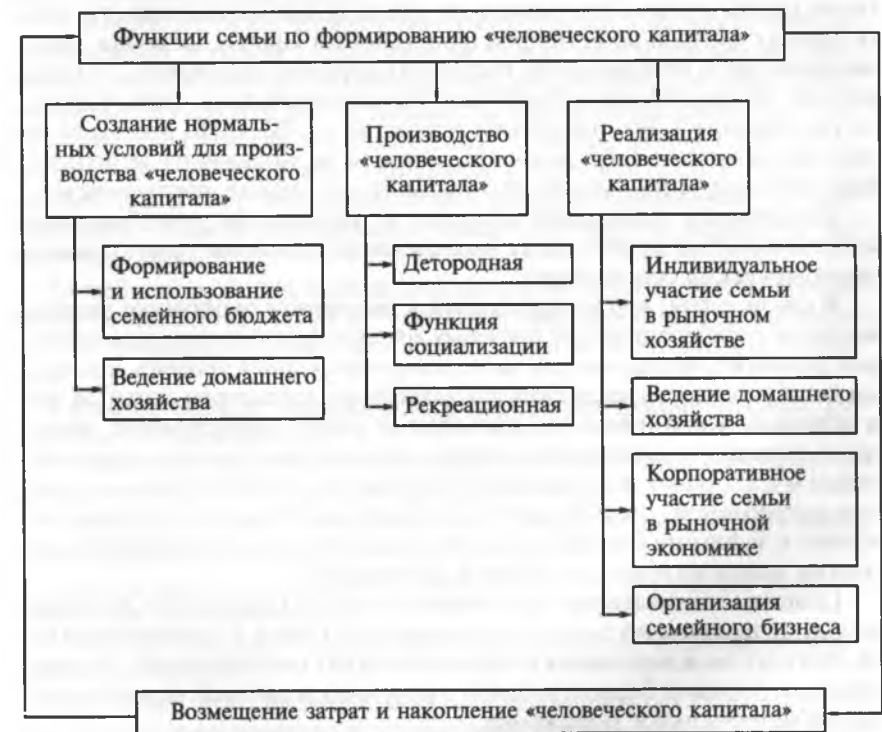 Функции семьи по формированию «человеческого капитала»
Создание нормаль-
ных условий для произ-
водства «человеческого
капитала»
Производство
«человеческого
капитала»
Реализация
«человеческого
капитала»
Формирование
и использование
семейного бюджета
Ведение домашнего
хозяйства
Детородная
Функция
социализации
Рекреационная
Индивидуальное
участие семьи
в рыночном
хозяйстве
Ведение домашнего
хозяйства
Корпоративное
участие семьи
в рыночной
экономике
Организация
семейного бизнеса
Возмещение затрат и накопление «человеческого капитала»